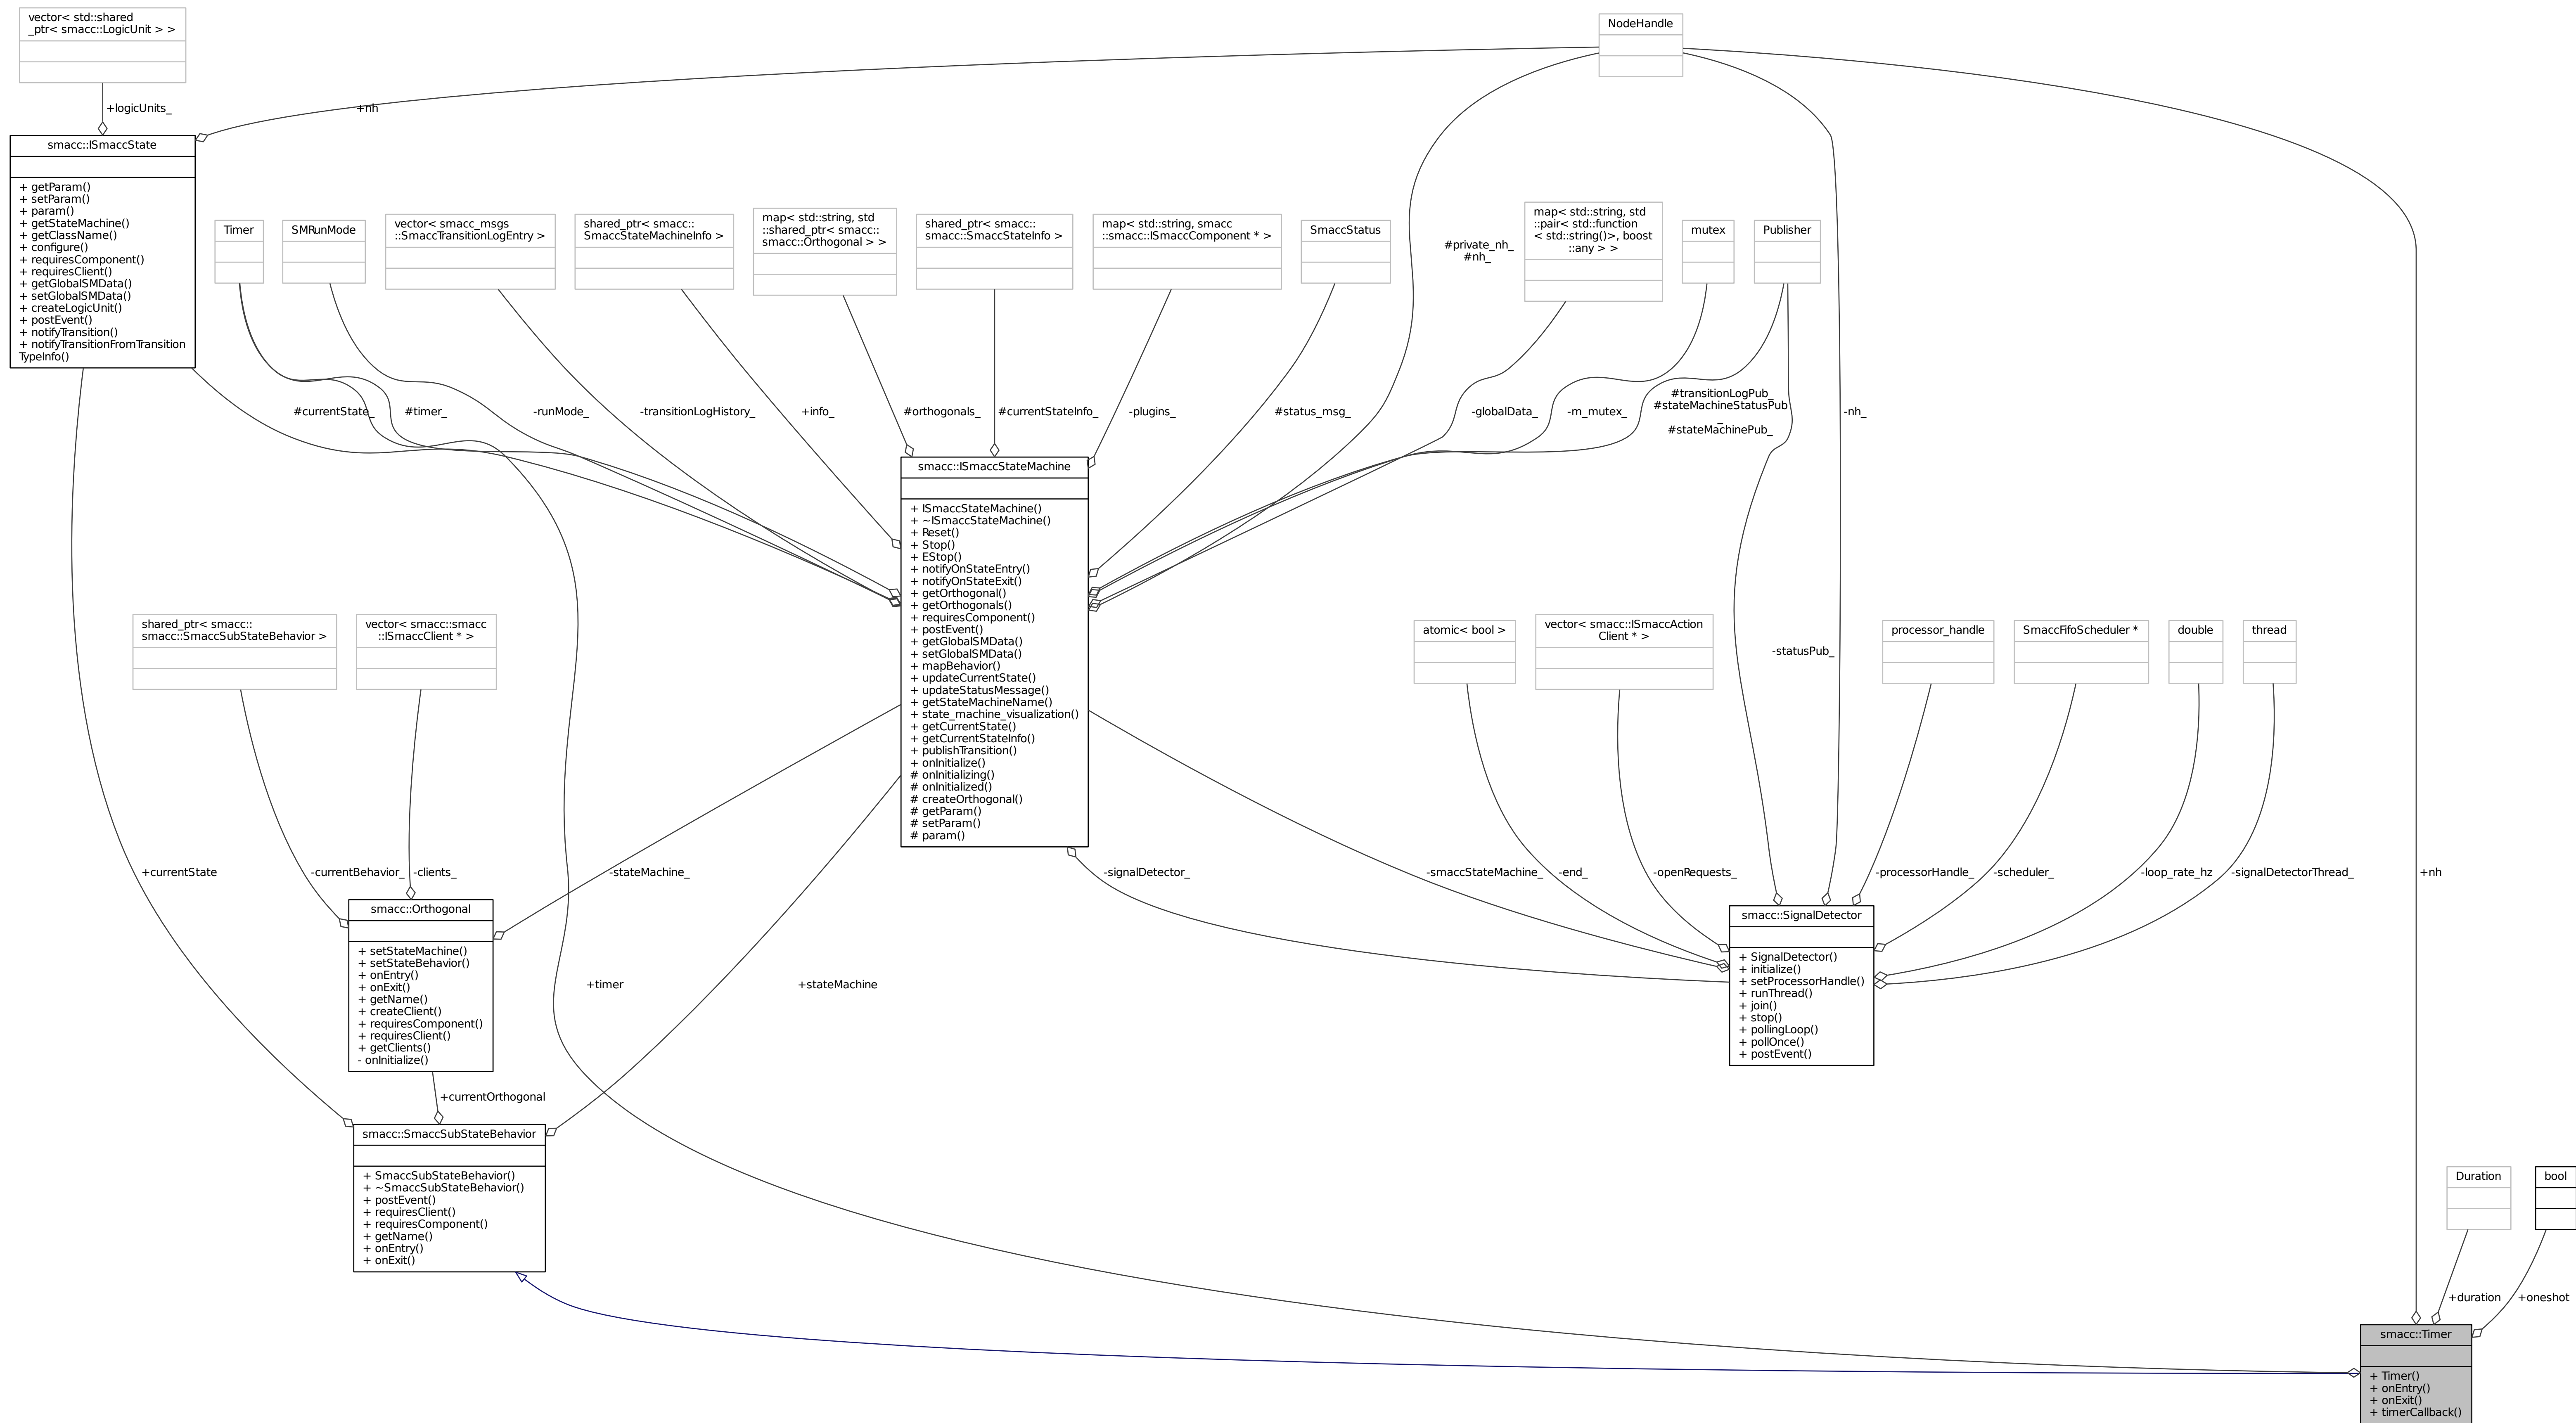 vector< std::shared
_ptr< smacc::LogicUnit > >
NodeHandle
+logicUnits_
+nh
smacc::ISmaccState
+ getParam()
+ setParam()
+ param()
+ getStateMachine()
+ getClassName()
+ configure()
+ requiresComponent()
+ requiresClient()
+ getGlobalSMData()
+ setGlobalSMData()
+ createLogicUnit()
+ postEvent()
+ notifyTransition()
+ notifyTransitionFromTransition
TypeInfo()
Timer
SMRunMode
vector< smacc_msgs
::SmaccTransitionLogEntry >
shared_ptr< smacc::
SmaccStateMachineInfo >
map< std::string, std
::shared_ptr< smacc::
smacc::Orthogonal > >
shared_ptr< smacc::
smacc::SmaccStateInfo >
map< std::string, smacc
::smacc::ISmaccComponent * >
SmaccStatus
#private_nh_
#nh_
map< std::string, std
::pair< std::function
< std::string()>, boost
::any > >
mutex
Publisher
#currentState_
#timer_
-runMode_
-transitionLogHistory_
+info_
#orthogonals_
#currentStateInfo_
-plugins_
#status_msg_
-globalData_
-m_mutex_
#transitionLogPub_
#stateMachineStatusPub
_
#stateMachinePub_
-nh_
smacc::ISmaccStateMachine
+ ISmaccStateMachine()
+ ~ISmaccStateMachine()
+ Reset()
+ Stop()
+ EStop()
+ notifyOnStateEntry()
+ notifyOnStateExit()
+ getOrthogonal()
+ getOrthogonals()
+ requiresComponent()
+ postEvent()
+ getGlobalSMData()
+ setGlobalSMData()
+ mapBehavior()
+ updateCurrentState()
+ updateStatusMessage()
+ getStateMachineName()
+ state_machine_visualization()
+ getCurrentState()
+ getCurrentStateInfo()
+ publishTransition()
+ onInitialize()
# onInitializing()
# onInitialized()
# createOrthogonal()
# getParam()
# setParam()
# param()
shared_ptr< smacc::
smacc::SmaccSubStateBehavior >
vector< smacc::smacc
::ISmaccClient * >
atomic< bool >
vector< smacc::ISmaccAction
Client * >
-statusPub_
processor_handle
SmaccFifoScheduler *
double
thread
+currentState
-currentBehavior_
-clients_
-stateMachine_
-signalDetector_
-smaccStateMachine_
-end_
-openRequests_
-processorHandle_
-scheduler_
-loop_rate_hz
-signalDetectorThread_
+nh
smacc::Orthogonal
+ setStateMachine()
+ setStateBehavior()
+ onEntry()
+ onExit()
+ getName()
+ createClient()
+ requiresComponent()
+ requiresClient()
+ getClients()
- onInitialize()
+timer
+stateMachine
smacc::SignalDetector
+ SignalDetector()
+ initialize()
+ setProcessorHandle()
+ runThread()
+ join()
+ stop()
+ pollingLoop()
+ pollOnce()
+ postEvent()
+currentOrthogonal
smacc::SmaccSubStateBehavior
+ SmaccSubStateBehavior()
+ ~SmaccSubStateBehavior()
+ postEvent()
+ requiresClient()
+ requiresComponent()
+ getName()
+ onEntry()
+ onExit()
Duration
bool
+duration
+oneshot
smacc::Timer
+ Timer()
+ onEntry()
+ onExit()
+ timerCallback()